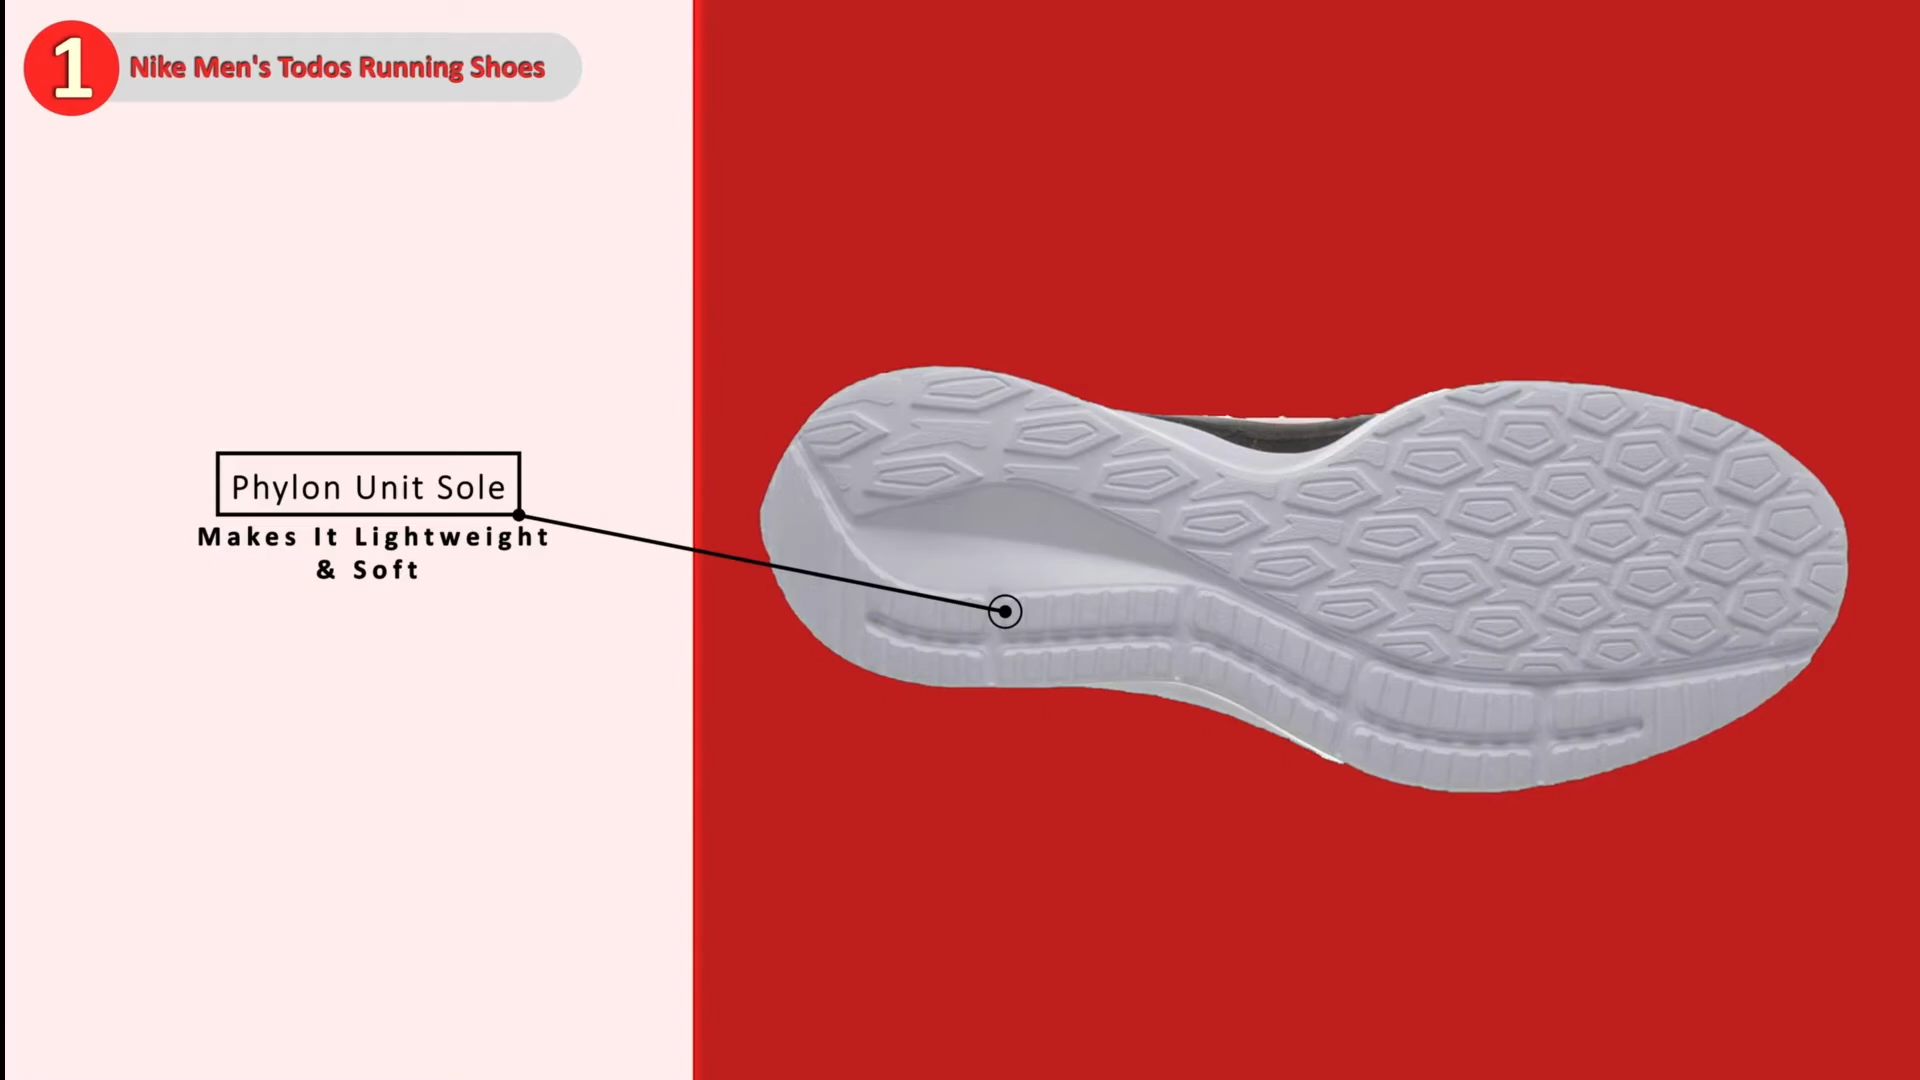 1
Nike Men's Todos Running Shoes
Phylon Unit Sole
Makes It Lightweight
& Soft